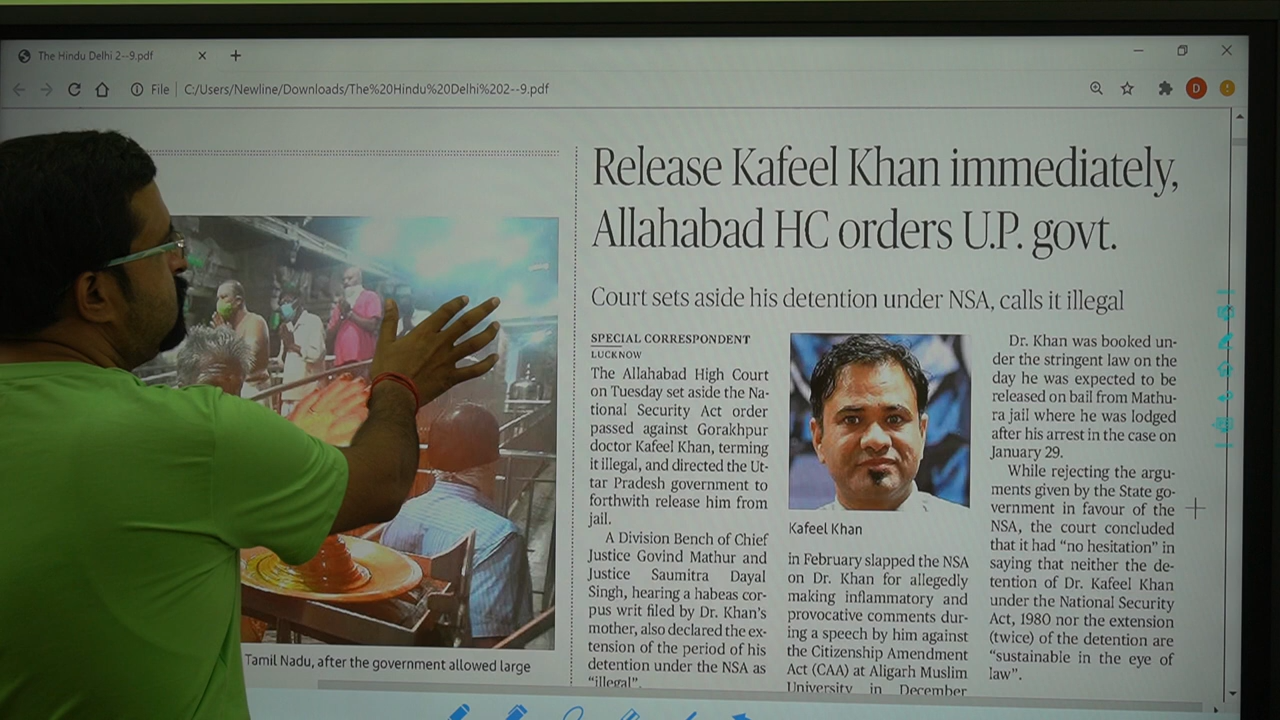 The Hindu Delhi 2--9.pdf
File
C:/Users/Newline/Downloads/The%20Hindu%20Delhi%202--9.pdf
D
Release Kafeel Khan immediately,
Allahabad HC orders U.P. govt.
Court sets aside his detention under NSA, calls it illegal
SPECIAL CORRESPONDENT
LUCKNOW
The Allahabad High Court
on Tuesday set aside the Na-
tional Security Act order
passed against Gorakhpur
doctor Kafeel Khan, terming
it illegal, and directed the Ut-
tar Pradesh government to
forthwith release him from
jail.
A Division Bench of Chief
Justice Govind Mathur and
Justice Saumitra Dayal
Singh, hearing a habeas cor-
pus writ filed by Dr. Khan's
mother, also declared the ex-
tension of the period of his
detention under the NSA as
“illegal”.
Kafeel Khan
in February slapped the NSA
on Dr. Khan for allegedly
making inflammatory and
provocative comments dur-
ing a speech by him against
the Citizenship Amendment
Act (CAA) at Aligarh Muslim
University in December
Dr. Khan was booked un-
der the stringent law on the
day he was expected to be
released on bail from Mathu-
ra jail where he was lodged
after his arrest in the case on
January 29.
While rejecting the argu-
ments given by the State go-
vernment in favour of the
NSA, the court concluded
that it had “no hesitation” in
saying that neither the de-
tention of Dr. Kafeel Khan
under the National Security
Act, 1980 nor the extension
(twice) of the detention are
“sustainable in the eye of
law”.
Tamil Nadu, after the government allowed large